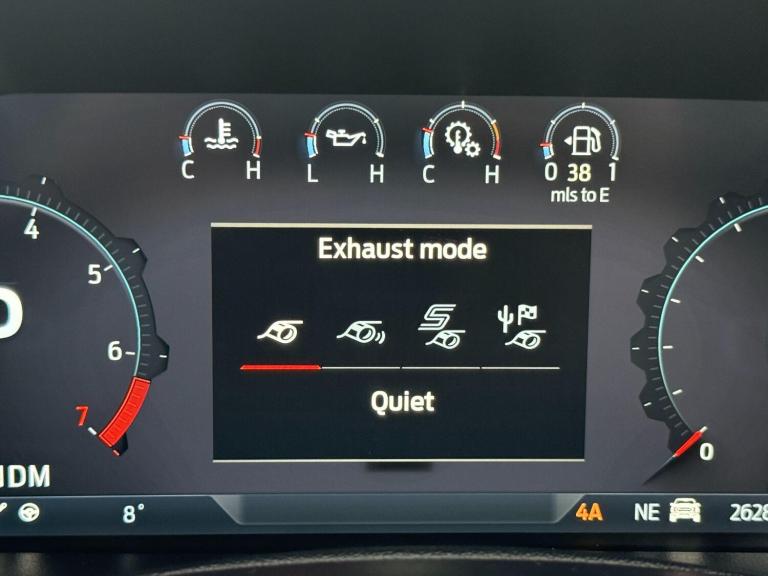 C H
L H
C H
0 38 1
mls to E
Exhaust mode
4
5
6
7
S
Quiet
0
8°
4A
NE